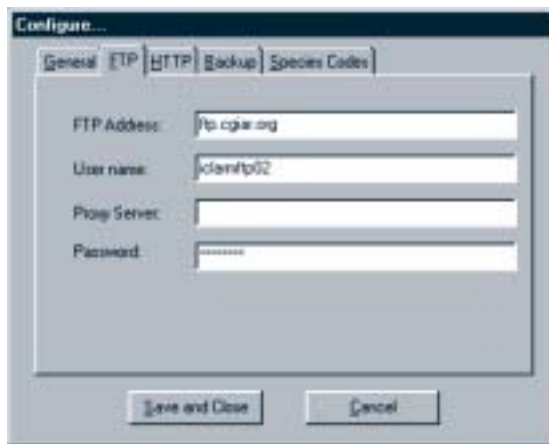 Configure...
General FTP HTTP Backup Species Codes
FTP Address: ftp.cgiar.org
User name: iclamftp02
Proxy Server:
Password: ********
Save and Close Cancel